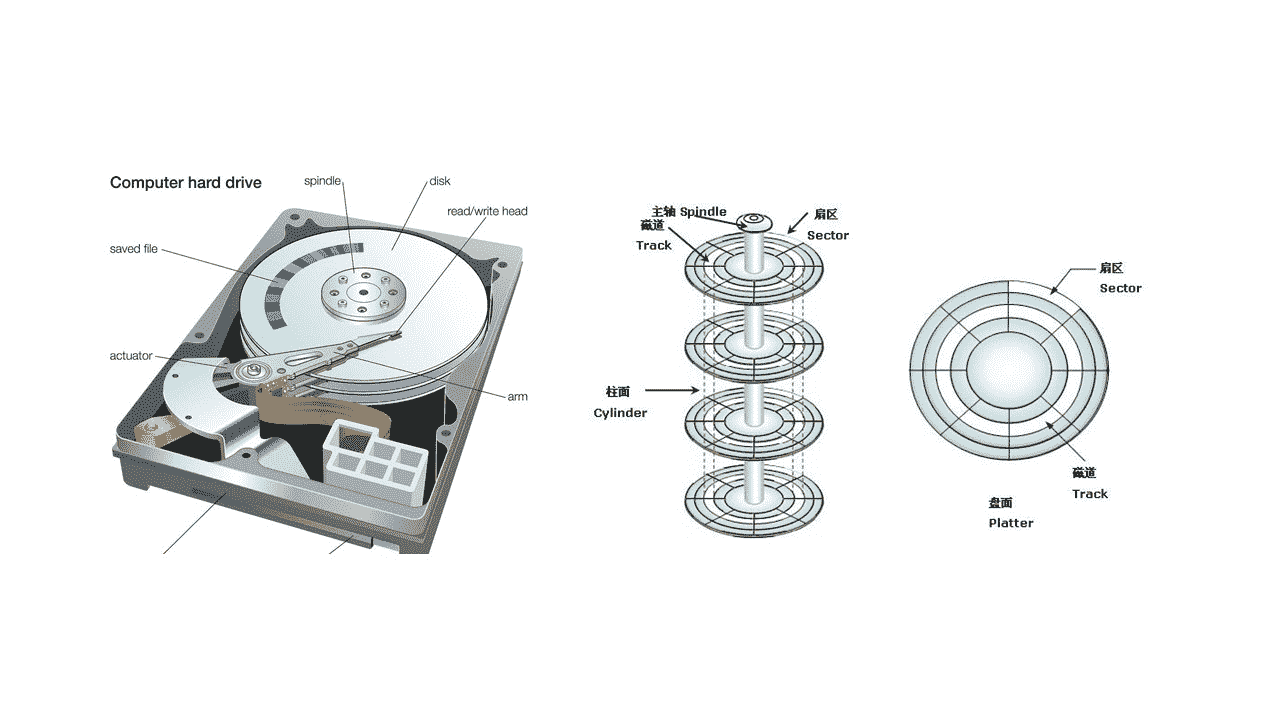 Computer hard drive
spindle
disk
read/write head
saved file
actuator
arm
主轴 Spindle
磁道
Track
扇区
Sector
柱面
Cylinder
扇区
Sector
磁道
Track
盘面
Platter